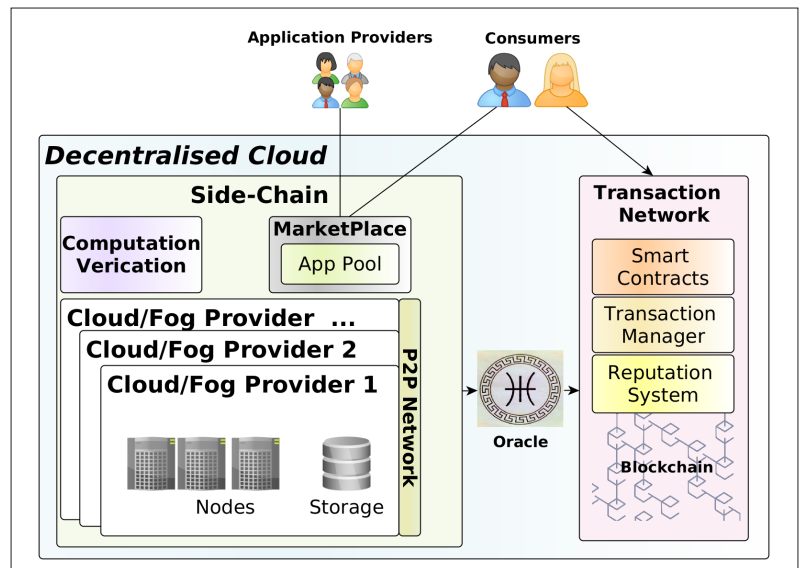 Application Providers
Consumers
Decentralised Cloud
Side-Chain
Computation
Verication
MarketPlace
App Pool
Cloud/Fog Provider ...
Cloud/Fog Provider 2
Cloud/Fog Provider 1
Nodes
Storage
P2P Network
Oracle
Transaction
Network
Smart
Contracts
Transaction
Manager
Reputation
System
Blockchain